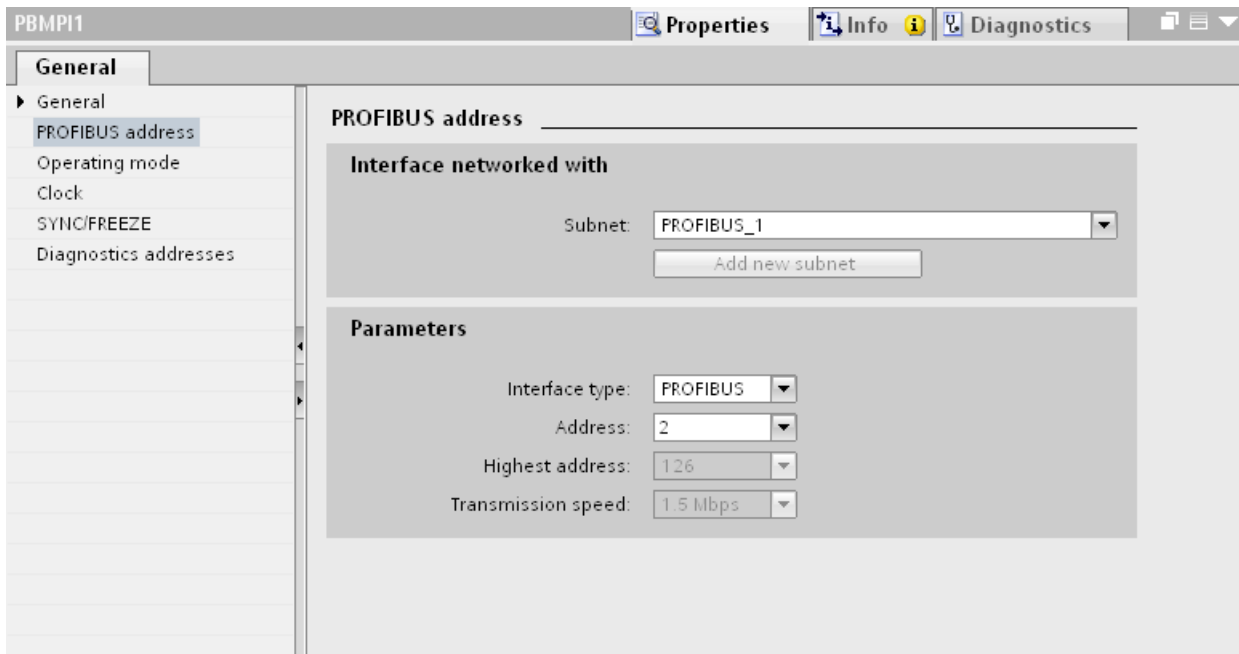 PBMPI1
Properties
Info
Diagnostics
General
General
PROFIBUS address
Operating mode
Clock
SYNC/FREEZE
Diagnostics addresses
PROFIBUS address
Interface networked with
Subnet: PROFIBUS_1
Add new subnet
Parameters
Interface type: PROFIBUS
Address: 2
Highest address: 126
Transmission speed: 1.5 Mbps